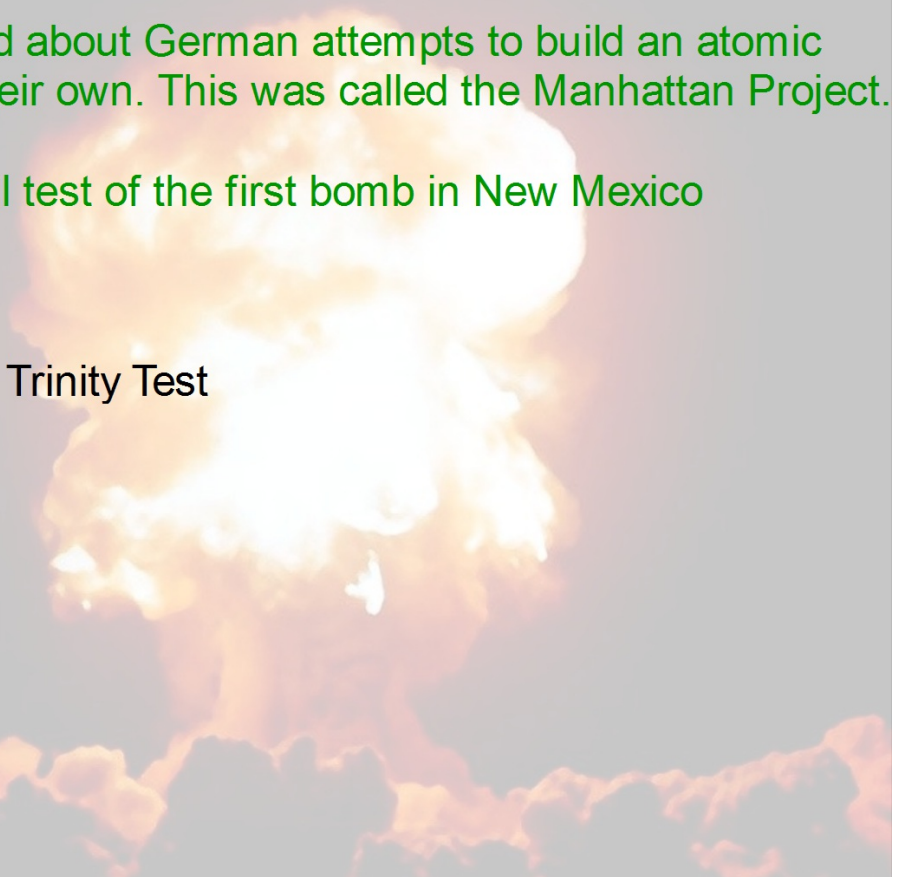 d about German attempts to build an atomic
eir own. This was called the Manhattan Project.
l test of the first bomb in New Mexico
Trinity Test